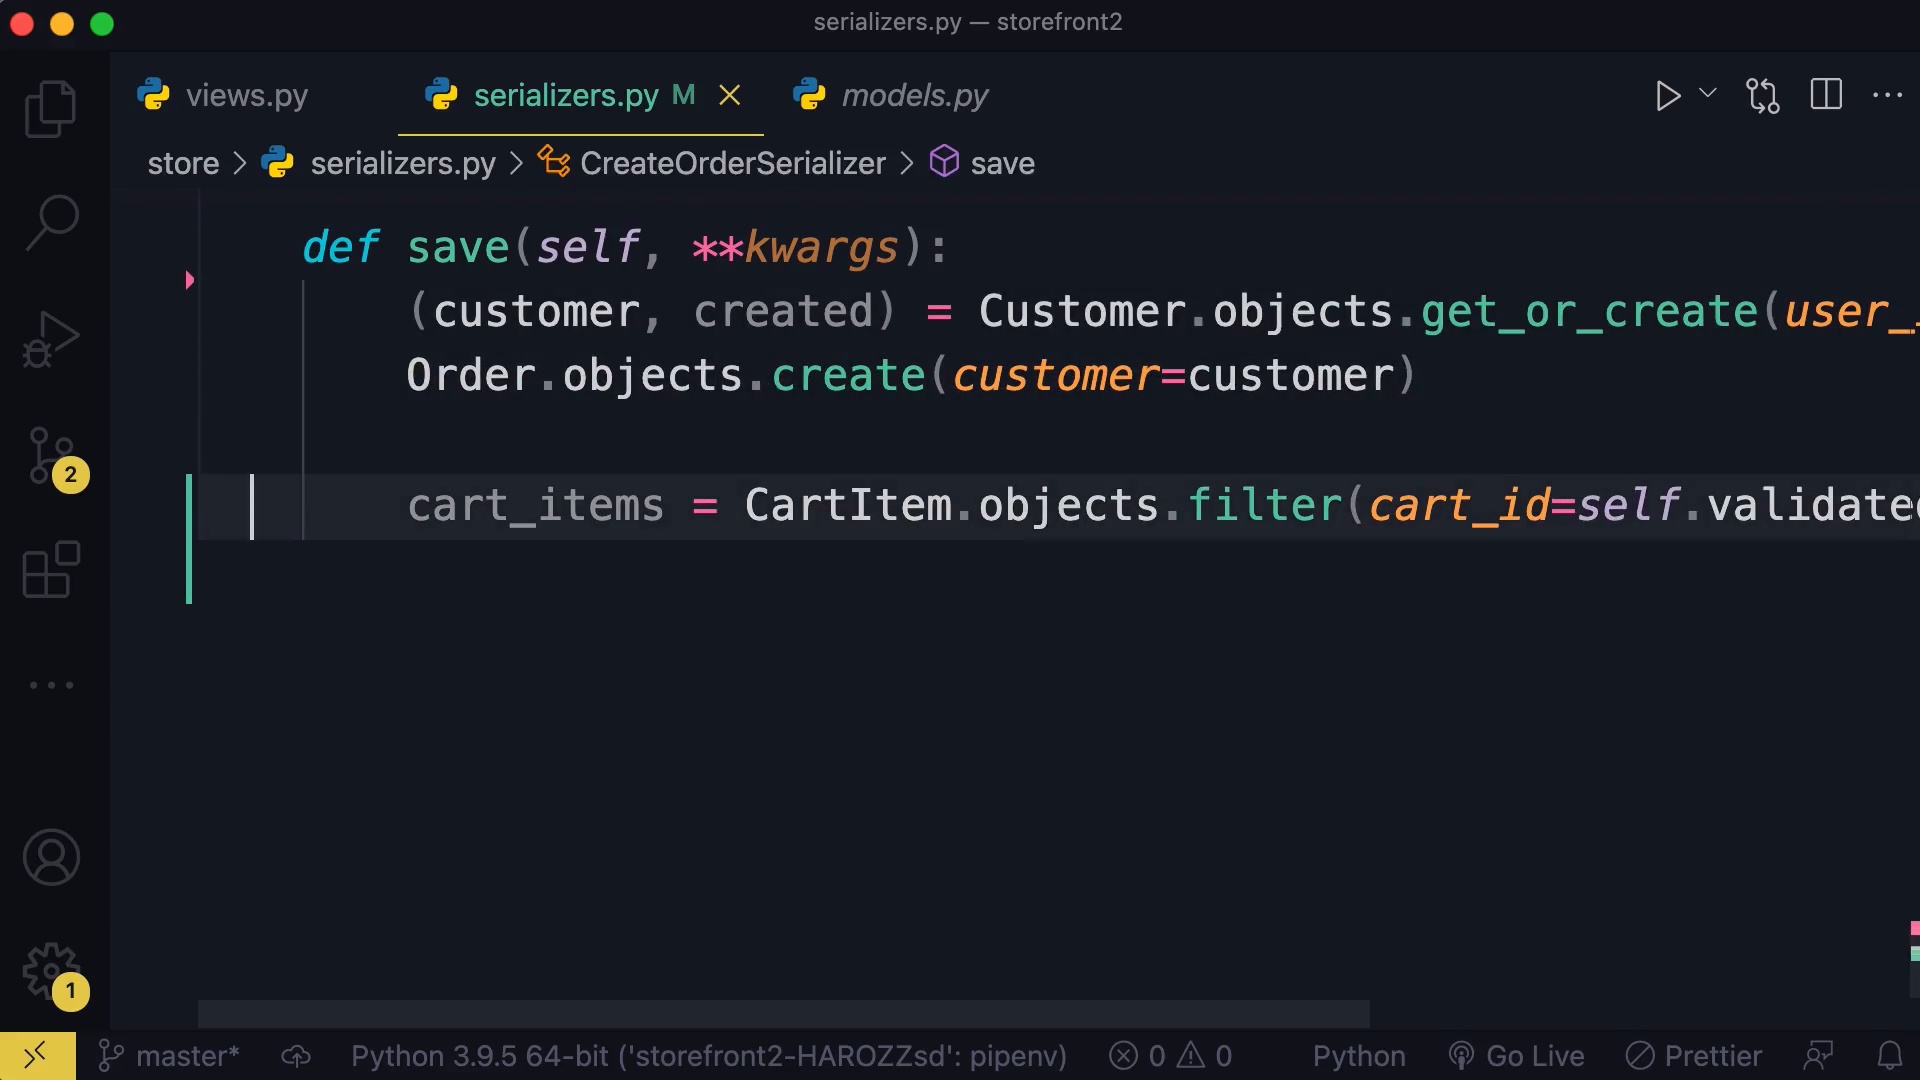 serializers.py — storefront2
views.py serializers.py M models.py
store > serializers.py > CreateOrderSerializer > save
def save(self, **kwargs):
(customer, created) = Customer.objects.get_or_create(user_
Order.objects.create(customer=customer)
cart_items = CartItem.objects.filter(cart_id=self.validate
2
1
master* Python 3.9.5 64-bit ('storefront2-HAROZZsd': pipenv) 0 0 Python Go Live Prettier